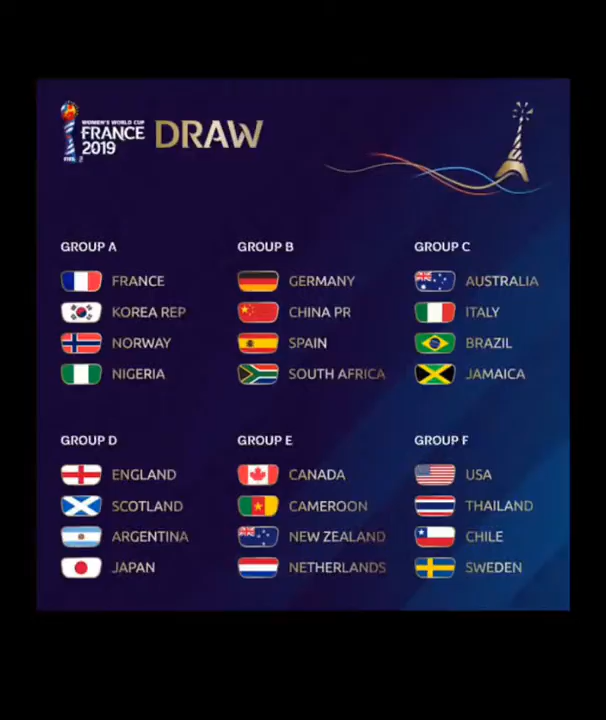 WOMEN'S WORLD CUP
FRANCE
2019
FIFA
DRAW
GROUP A
FRANCE
KOREA REP
NORWAY
NIGERIA
GROUP B
GERMANY
CHINA PR
SPAIN
SOUTH AFRICA
GROUP C
AUSTRALIA
ITALY
BRAZIL
JAMAICA
GROUP D
ENGLAND
SCOTLAND
ARGENTINA
JAPAN
GROUP E
CANADA
CAMEROON
NEW ZEALAND
NETHERLANDS
GROUP F
USA
THAILAND
CHILE
SWEDEN